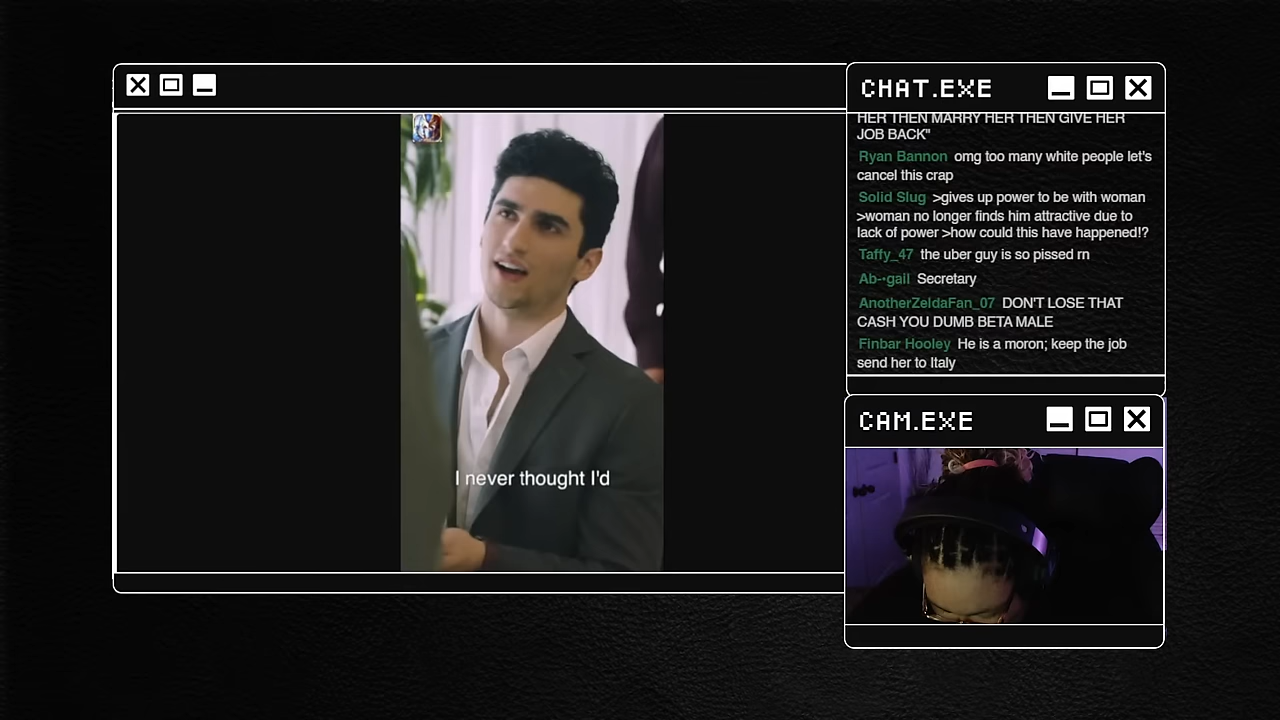 CHAT.EXE
HER THEN MARRY HER THEN GIVE HER
JOB BACK"
Ryan Bannon omg too many white people let's
cancel this crap
Solid Slug >gives up power to be with woman
>woman no longer finds him attractive due to
lack of power >how could this have happened!?
Taffy_47 the uber guy is so pissed rn
Ab-·gail Secretary
AnotherZeldaFan_07 DON'T LOSE THAT
CASH YOU DUMB BETA MALE
Finbar Hooley He is a moron; keep the job
send her to Italy
I never thought I'd
CAM.EXE